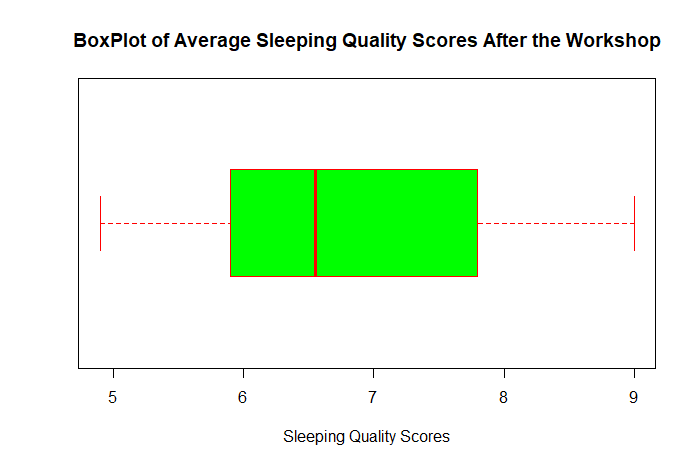 BoxPlot of Average Sleeping Quality Scores After the Workshop
5 6 7 8 9
Sleeping Quality Scores